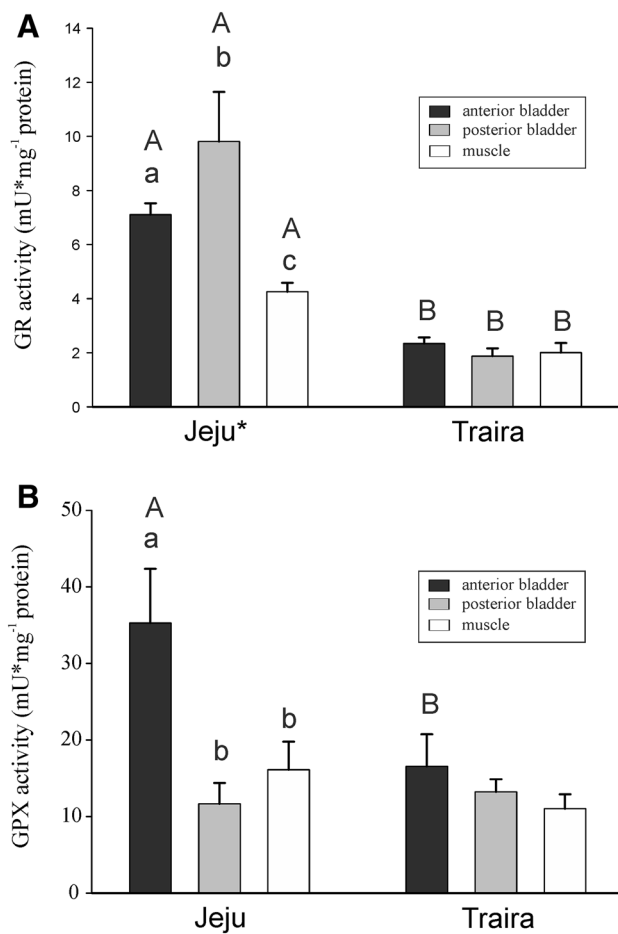 A
GR activity (mU*mg⁻¹ protein)
14
12
10
8
6
4
2
0
A
a
A
b
A
c
B
B
B
anterior bladder
posterior bladder
muscle
Jeju*
Traira
B
GPX activity (mU*mg⁻¹ protein)
50
40
30
20
10
0
A
a
b
b
B
anterior bladder
posterior bladder
muscle
Jeju
Traira